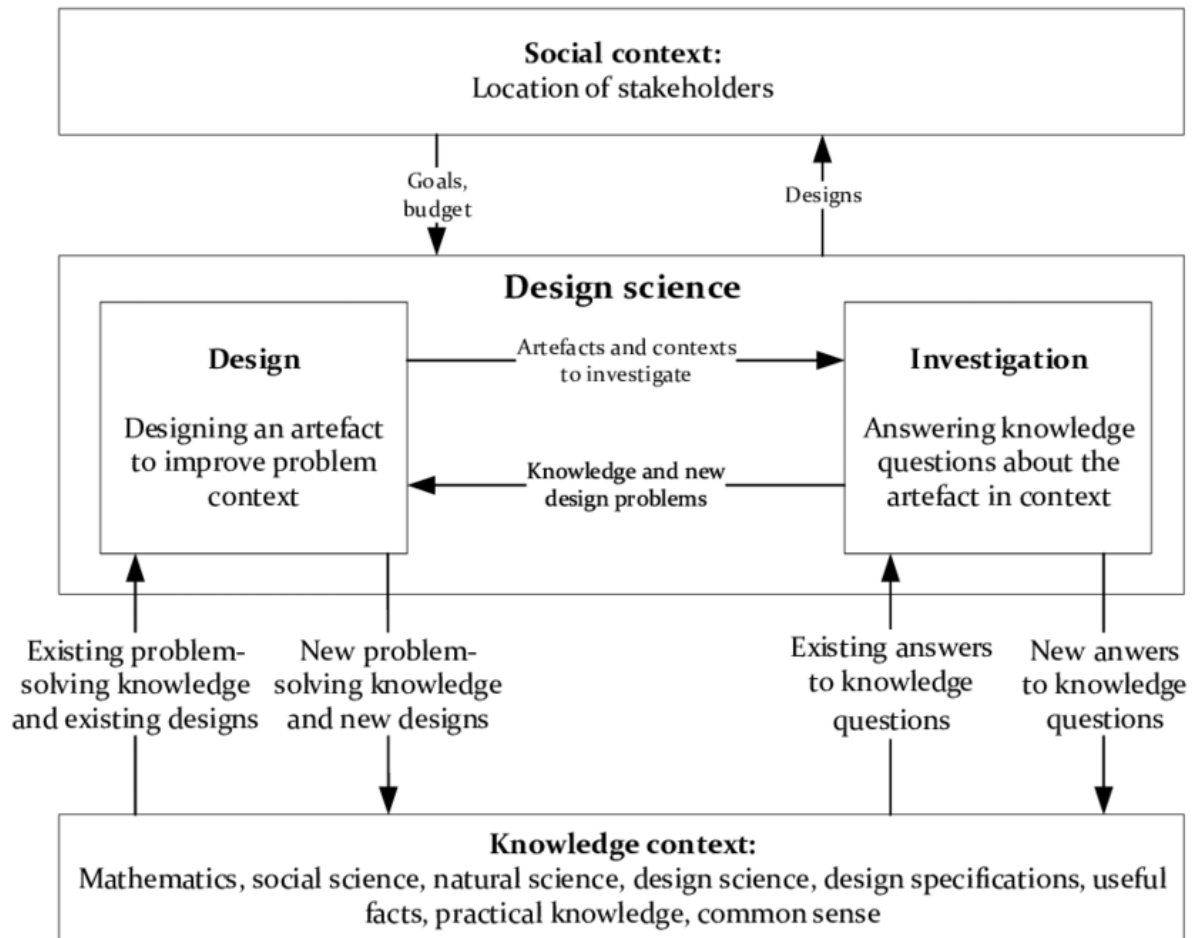 Social context:
Location of stakeholders
Goals,
budget
Designs
Design science
Design
Designing an artefact
to improve problem
context
Artefacts and contexts
to investigate
Knowledge and new
design problems
Investigation
Answering knowledge
questions about the
artefact in context
Existing problem-
solving knowledge
and existing designs
New problem-
solving knowledge
and new designs
Existing answers
to knowledge
questions
New anwers
to knowledge
questions
Knowledge context:
Mathematics, social science, natural science, design science, design specifications, useful
facts, practical knowledge, common sense